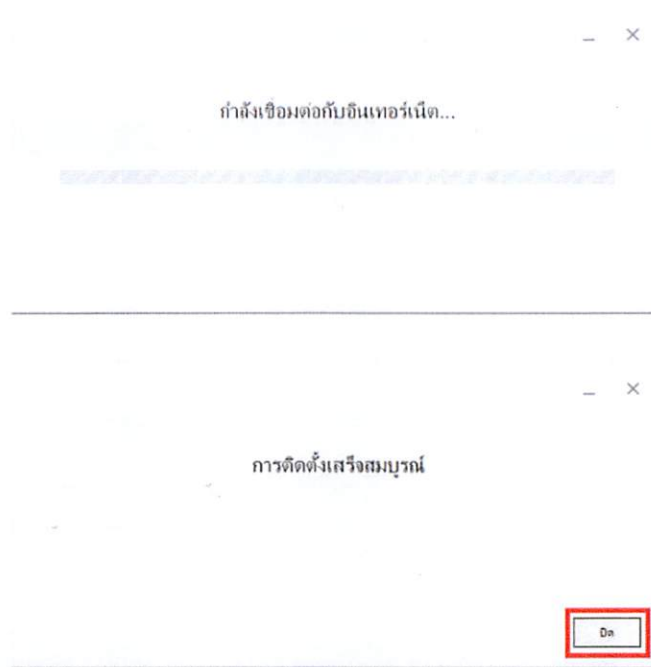 กำลังเชื่อมต่อกับอินเทอร์เน็ต...
การติดตั้งเสร็จสมบูรณ์
ปิด